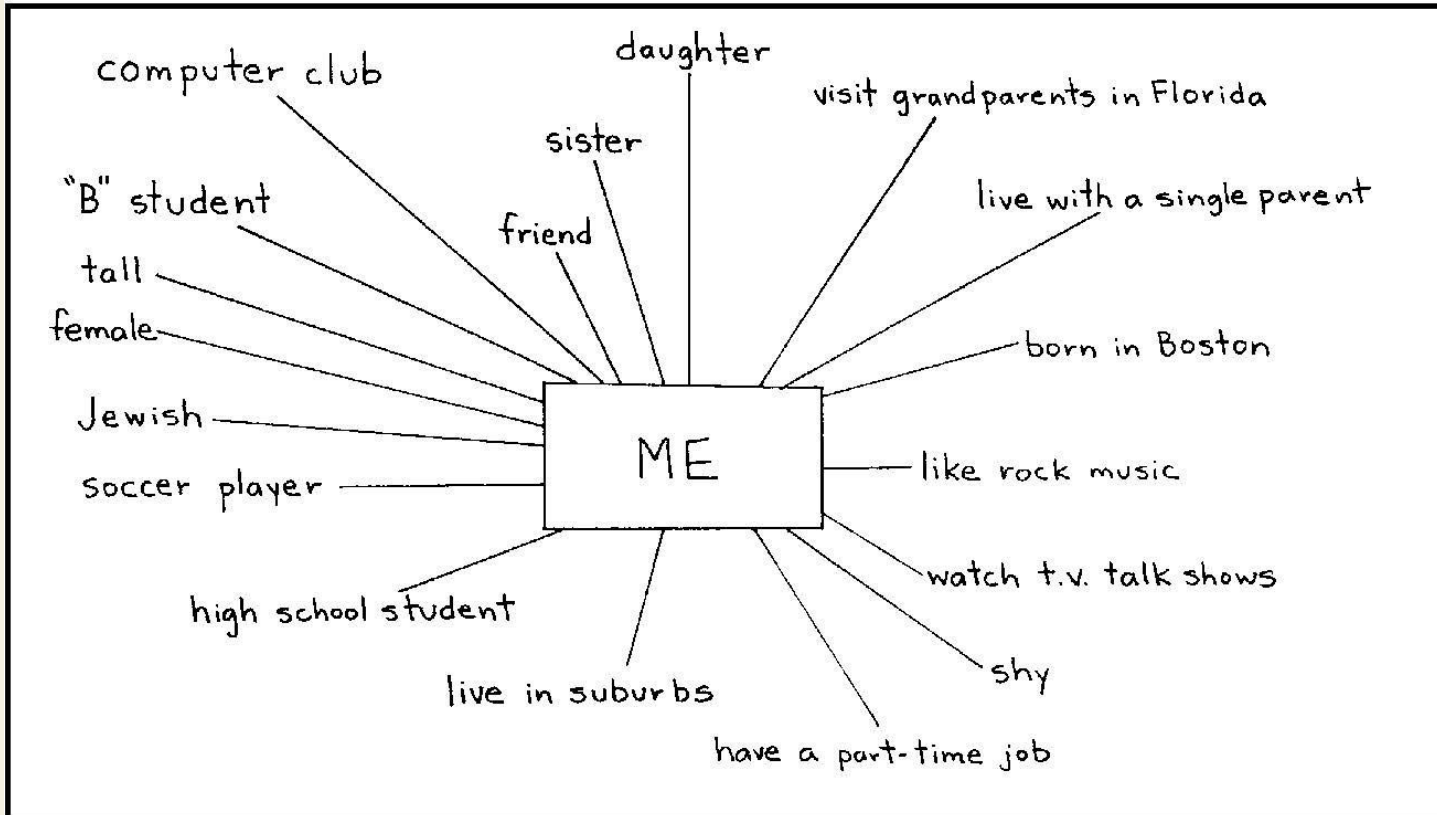 daughter
computer club
visit grandparents in Florida
sister
"B" student
live with a single parent
friend
tall
female
born in Boston
Jewish
ME
like rock music
soccer player
watch t.v. talk shows
high school student
shy
live in suburbs
have a part-time job